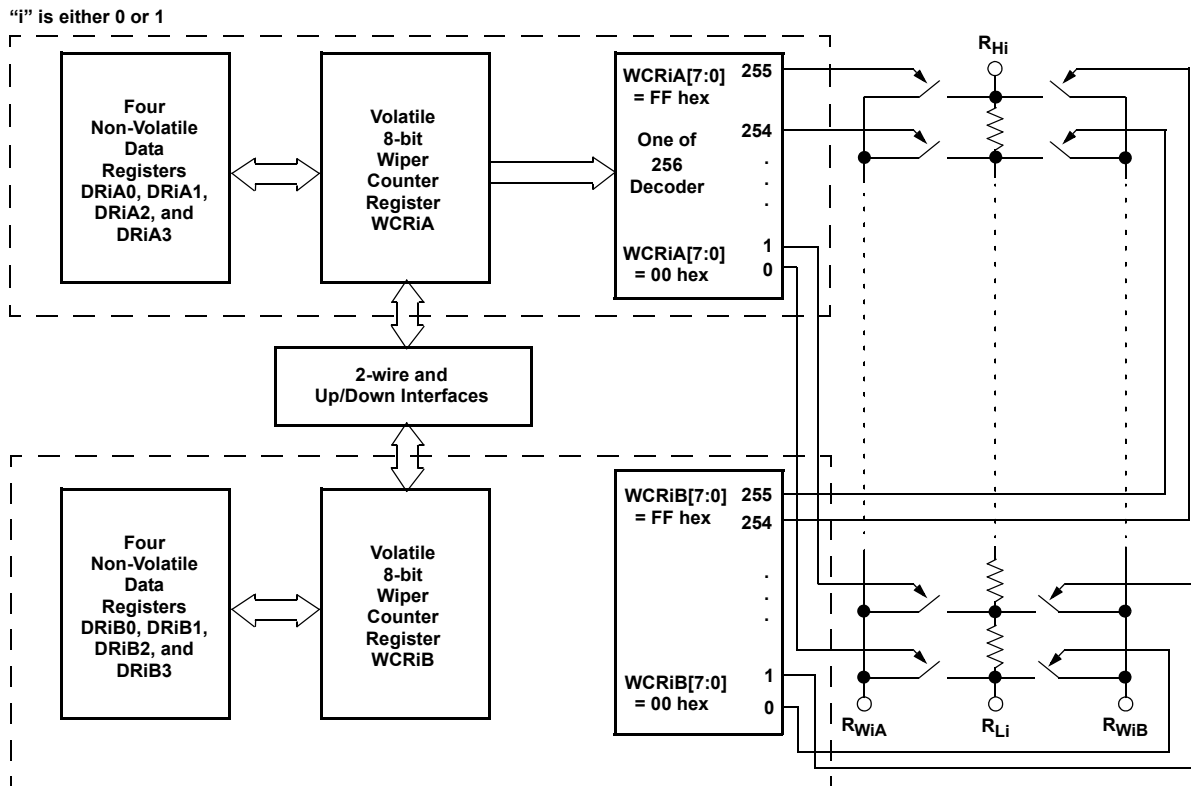 “i” is either 0 or 1
Four
Non-Volatile
Data
Registers
DRiA0, DRiA1,
DRiA2, and
DRiA3
Volatile
8-bit
Wiper
Counter
Register
WCRiA
WCRiA[7:0]
= FF hex
255
254
One of
256
Decoder
.
.
.
WCRiA[7:0]
= 00 hex
1
0
RHi
2-wire and
Up/Down Interfaces
Four
Non-Volatile
Data
Registers
DRiB0, DRiB1,
DRiB2, and
DRiB3
Volatile
8-bit
Wiper
Counter
Register
WCRiB
WCRiB[7:0]
= FF hex
255
254
.
.
.
WCRiB[7:0]
= 00 hex
1
0
RWiA
RLi
RWiB